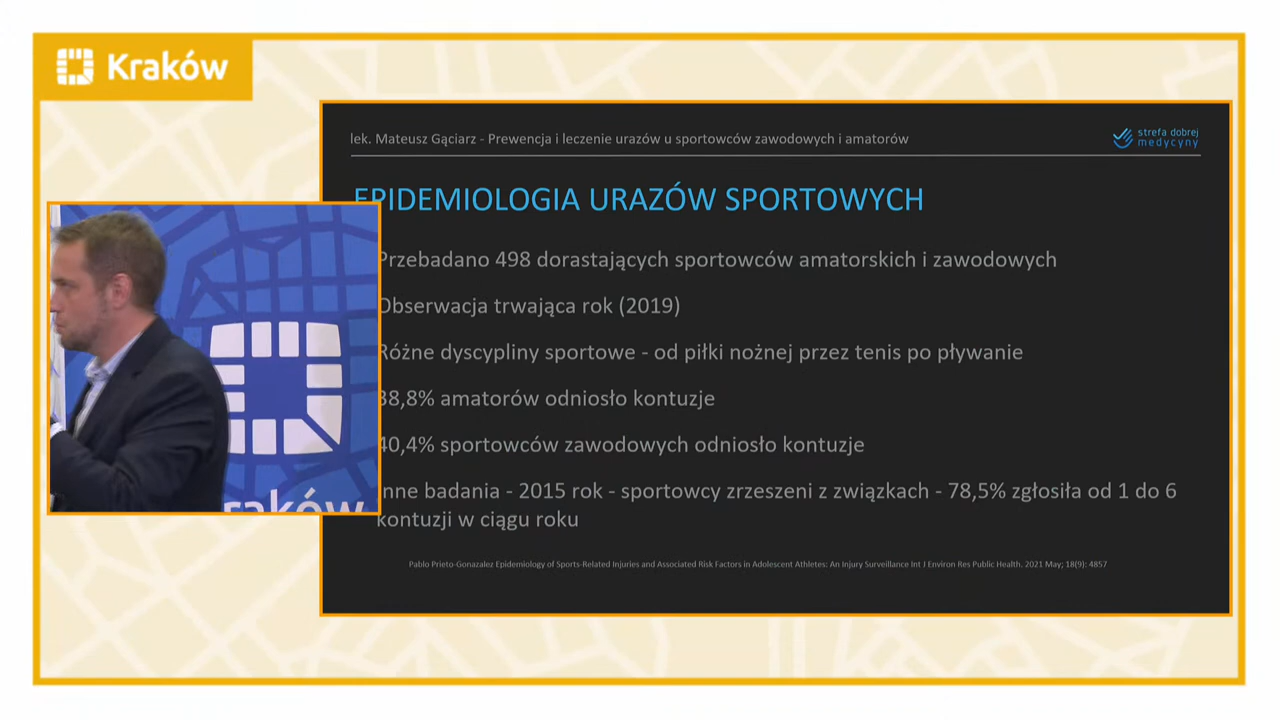 Kraków
lek. Mateusz Gąciarz - Prewencja i leczenie urazów u sportowców zawodowych i amatorów
strefa dobrej
medycyny
EPIDEMIOLOGIA URAZÓW SPORTOWYCH
Przebadano 498 dorastających sportowców amatorskich i zawodowych
Obserwacja trwająca rok (2019)
Różne dyscypliny sportowe - od piłki nożnej przez tenis po pływanie
38,8% amatorów odniosło kontuzje
40,4% sportowców zawodowych odniosło kontuzje
Inne badania - 2015 rok - sportowcy zrzeszeni z związkach - 78,5% zgłosiła od 1 do 6
kontuzji w ciągu roku
Pablo Prieto-Gonazalez Epidemiology of Sports-Related Injuries and Associated Risk Factors in Adolescent Athletes: An Injury Surveillance Int J Environ Res Public Health. 2021 May; 18(9): 4857
raków